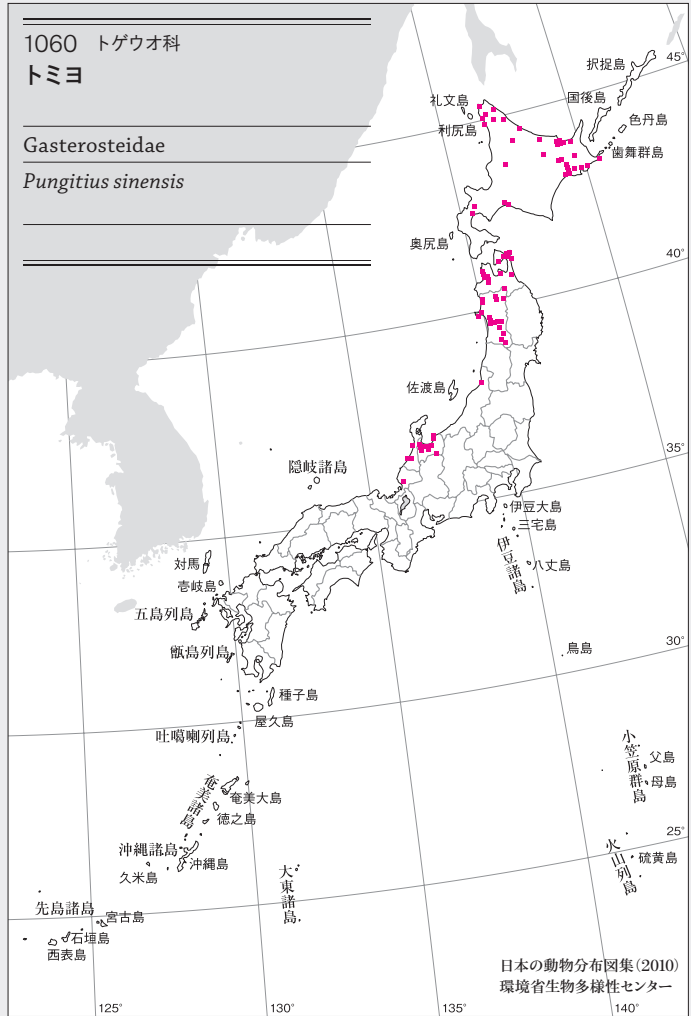 1060 トゲウオ科
トミヨ
Gasterosteidae
Pungitius sinensis
択捉島
45°
国後島
礼文島
色丹島
利尻島
歯舞群島
奥尻島
40°
佐渡島
35°
隠岐諸島
伊豆大島
三宅島
伊豆諸島
八丈島
対馬
壱岐島
五島列島
甑島列島
鳥島
30°
種子島
屋久島
吐噶喇列島
小笠原群島
父島
母島
奄美諸島
奄美大島
徳之島
25°
沖縄諸島
沖縄島
久米島
火山列島
硫黄島
大東諸島
先島諸島
宮古島
石垣島
西表島
日本の動物分布図集(2010)
環境省生物多様性センター
125°
130°
135°
140°